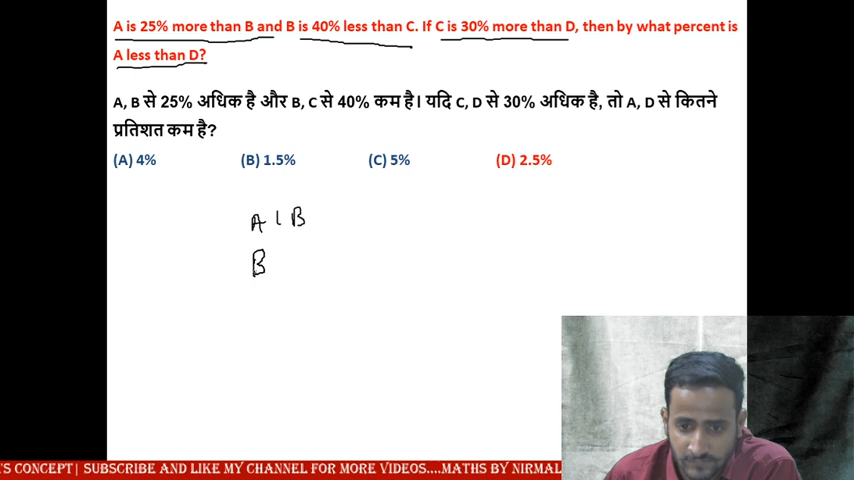 A is 25% more than B and B is 40% less than C. If C is 30% more than D, then by what percent is
A less than D?
A, B से 25% अधिक है और B, C से 40% कम है। यदि C, D से 30% अधिक है, तो A, D से कितने
प्रतिशत कम है?
(A) 4% (B) 1.5% (C) 5% (D) 2.5%
A | B
B
'S CONCEPT| SUBSCRIBE AND LIKE MY CHANNEL FOR MORE VIDEOS....MATHS BY NIRMAL